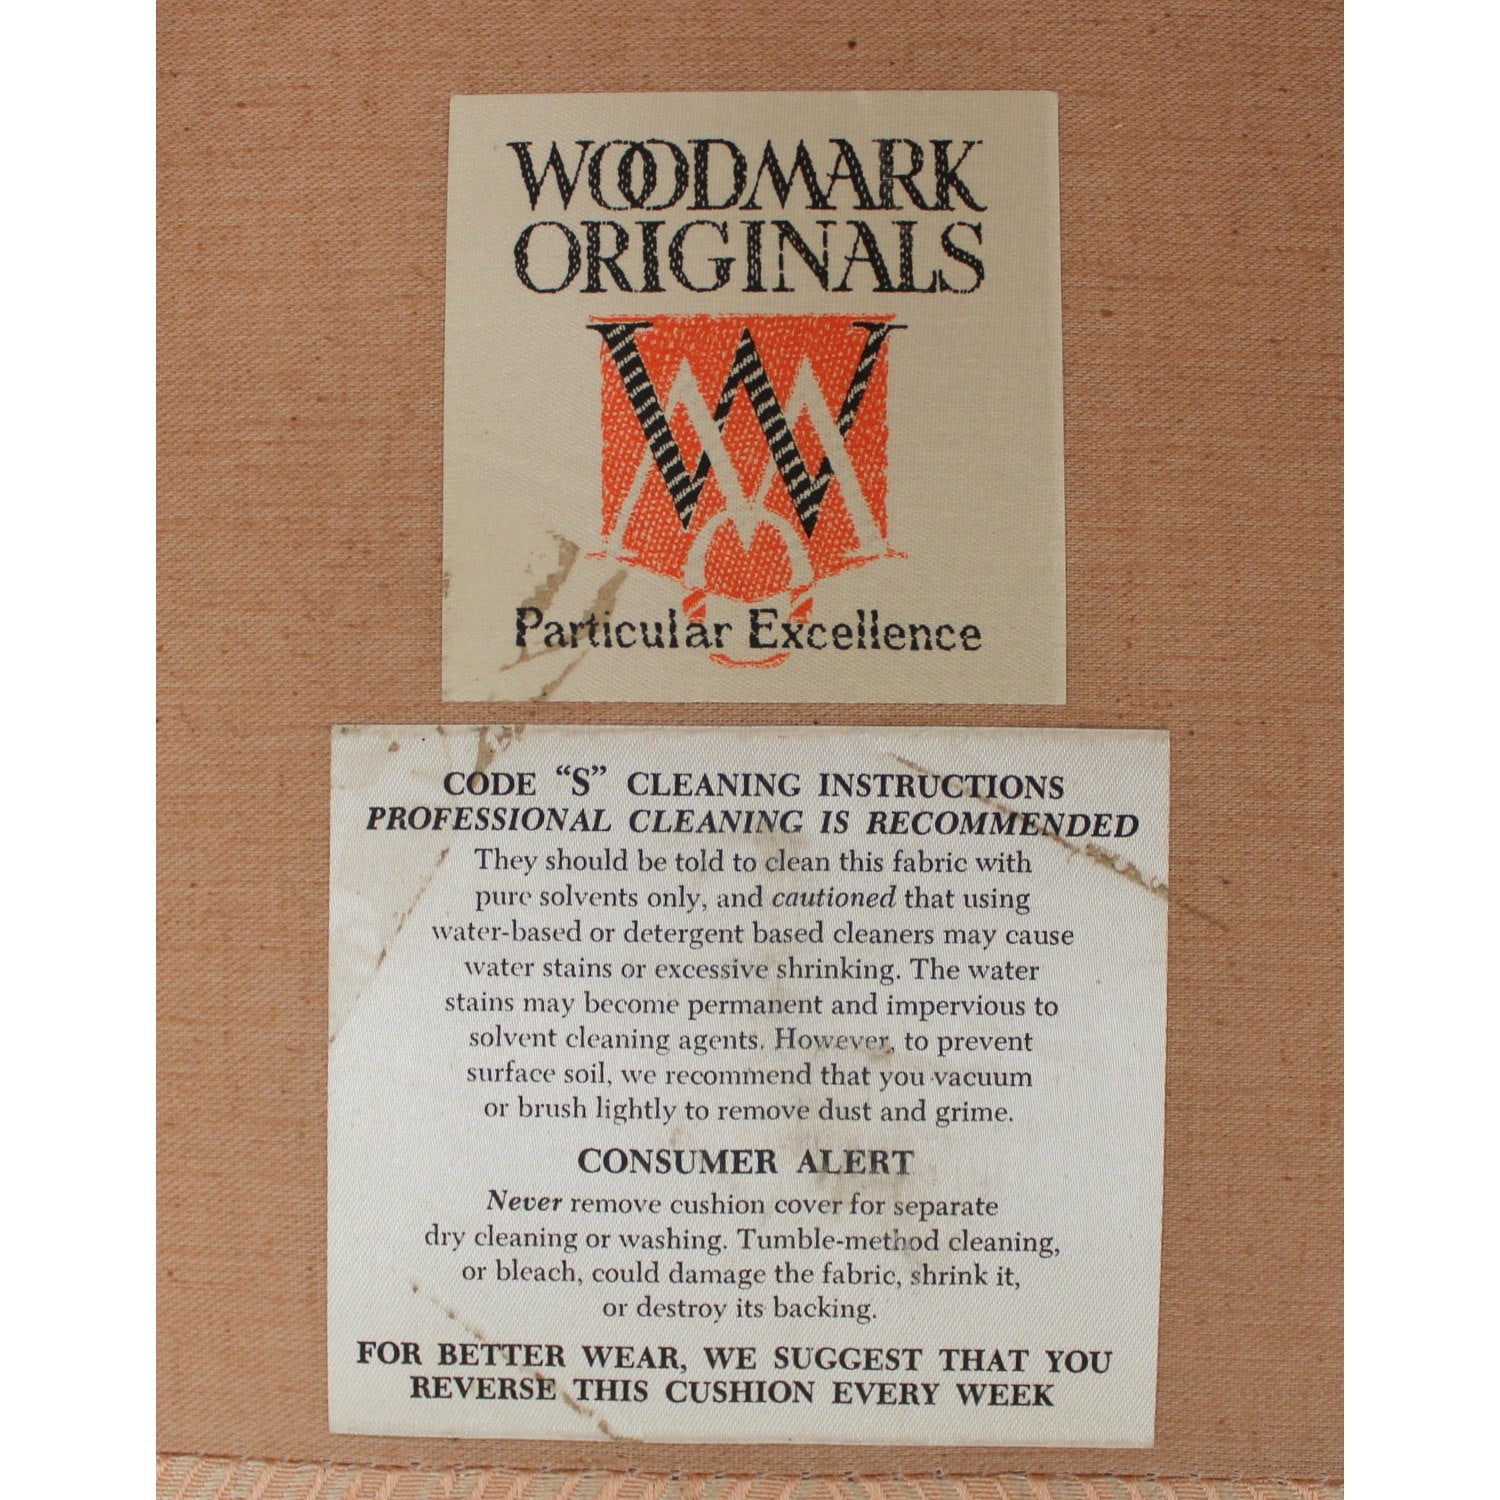 WOODMARK
ORIGINALS
Particular Excellence
CODE “S” CLEANING INSTRUCTIONS
PROFESSIONAL CLEANING IS RECOMMENDED
They should be told to clean this fabric with
pure solvents only, and cautioned that using
water-based or detergent based cleaners may cause
water stains or excessive shrinking. The water
stains may become permanent and impervious to
solvent cleaning agents. However, to prevent
surface soil, we recommend that you vacuum
or brush lightly to remove dust and grime.
CONSUMER ALERT
Never remove cushion cover for separate
dry cleaning or washing. Tumble-method cleaning,
or bleach, could damage the fabric, shrink it,
or destroy its backing.
FOR BETTER WEAR, WE SUGGEST THAT YOU
REVERSE THIS CUSHION EVERY WEEK